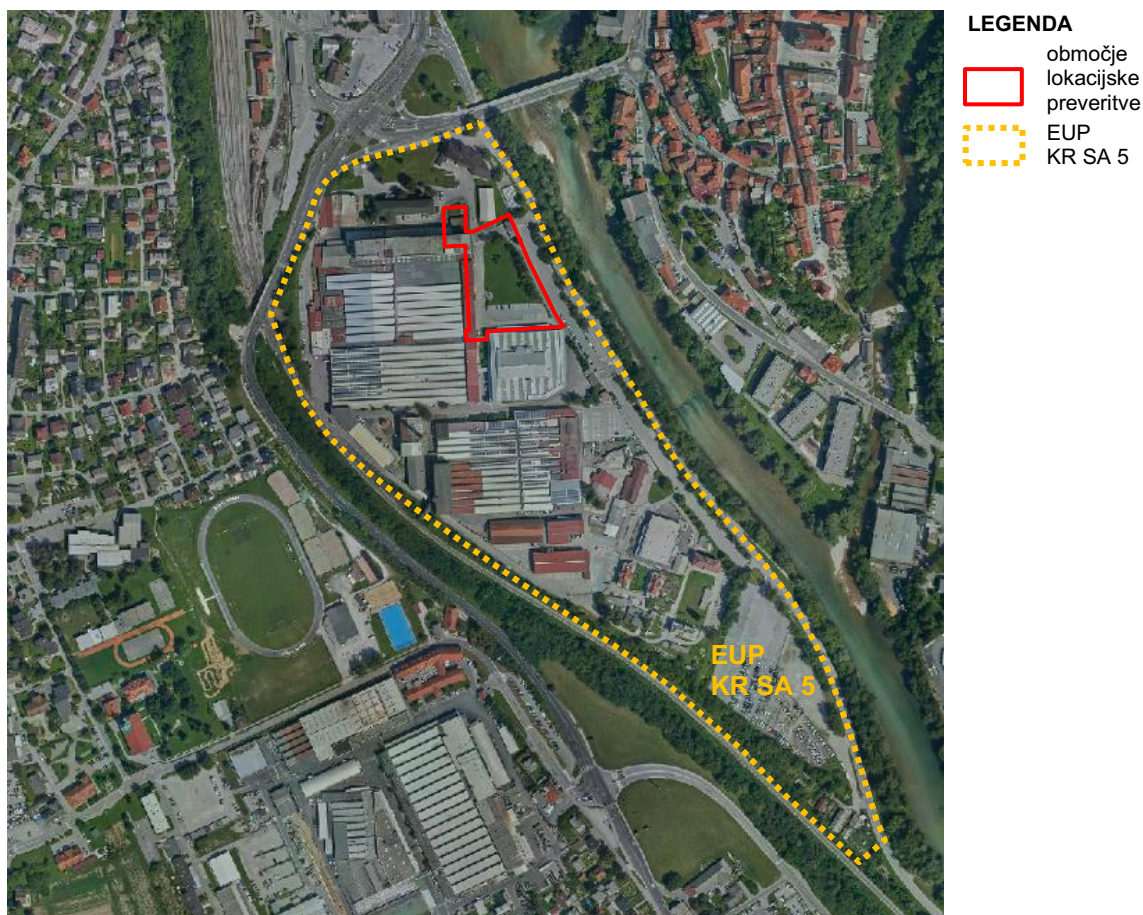 LEGENDA
območje
lokacijske
preveritve
EUP
KR SA 5
EUP
KR SA 5